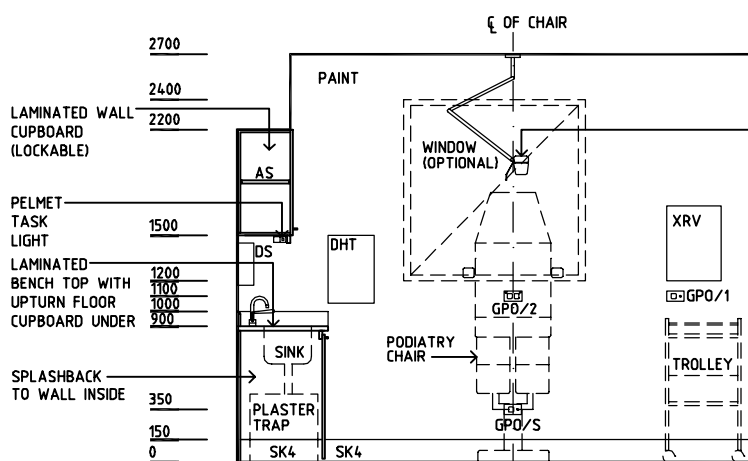 ℄ OF CHAIR
2700
PAINT
2400
LAMINATED WALL
CUPBOARD
(LOCKABLE)
2200
WINDOW
(OPTIONAL)
AS
PELMET
TASK
LIGHT
1500
DHT
XRV
DS
LAMINATED
BENCH TOP WITH
UPTURN FLOOR
CUPBOARD UNDER
1200
1100
1000
900
GPO/2
GPO/1
SINK
PODIATRY
CHAIR
TROLLEY
SPLASHBACK
TO WALL INSIDE
350
PLASTER
TRAP
GPO/S
150
0
SK4
SK4